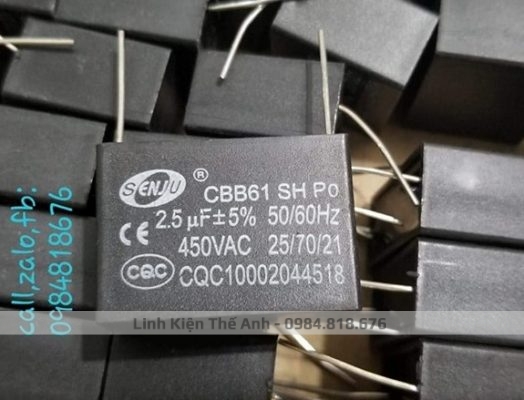 SENJU ®
CBB61 SH Po
2.5 µF±5% 50/60Hz
CE
450VAC 25/70/21
CQC
CQC10002044518
call,zalo,fb:
0984818676
Linh Kiện Thế Anh - 0984.818.676